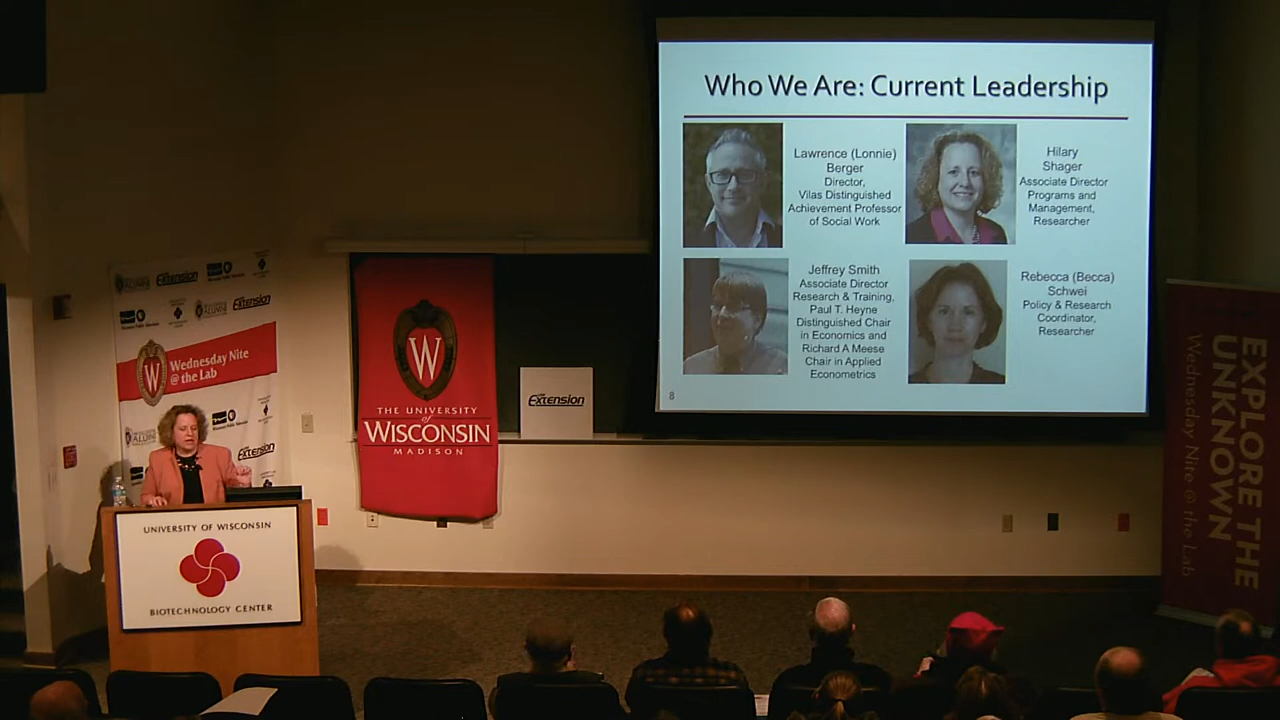 Who We Are: Current Leadership
Lawrence (Lonnie)
Berger
Director,
Vilas Distinguished
Achievement Professor
of Social Work
Hilary
Shager
Associate Director
Programs and
Management,
Researcher
Jeffrey Smith
Associate Director
Research & Training,
Paul T. Heyne
Distinguished Chair
in Economics and
Richard A Meese
Chair in Applied
Econometrics
Rebecca (Becca)
Schwei
Policy & Research
Coordinator,
Researcher
8
Extension
ALUMNI
Extension
Wednesday Nite
@ the Lab
Extension
W
THE UNIVERSITY
of
WISCONSIN
MADISON
Extension
UNIVERSITY OF WISCONSIN
BIOTECHNOLOGY CENTER
EXPLORE THE
UNKNOWN
Wednesday Nite @ the Lab